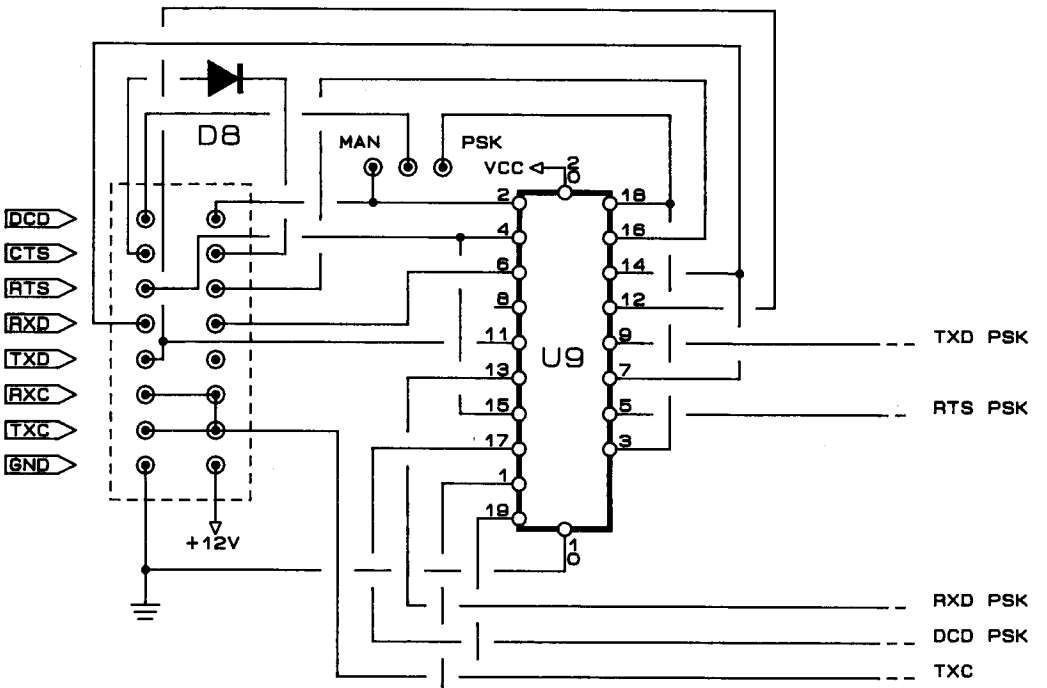 D8
MAN
PSK
VCC
20
2
18
DCD
4
16
CTS
6
14
RTS
8
12
RXD
11
9
TXD PSK
TXD
U9
13
7
RXC
15
5
RTS PSK
TXC
17
3
GND
1
19
+12V
10
RXD PSK
DCD PSK
TXC